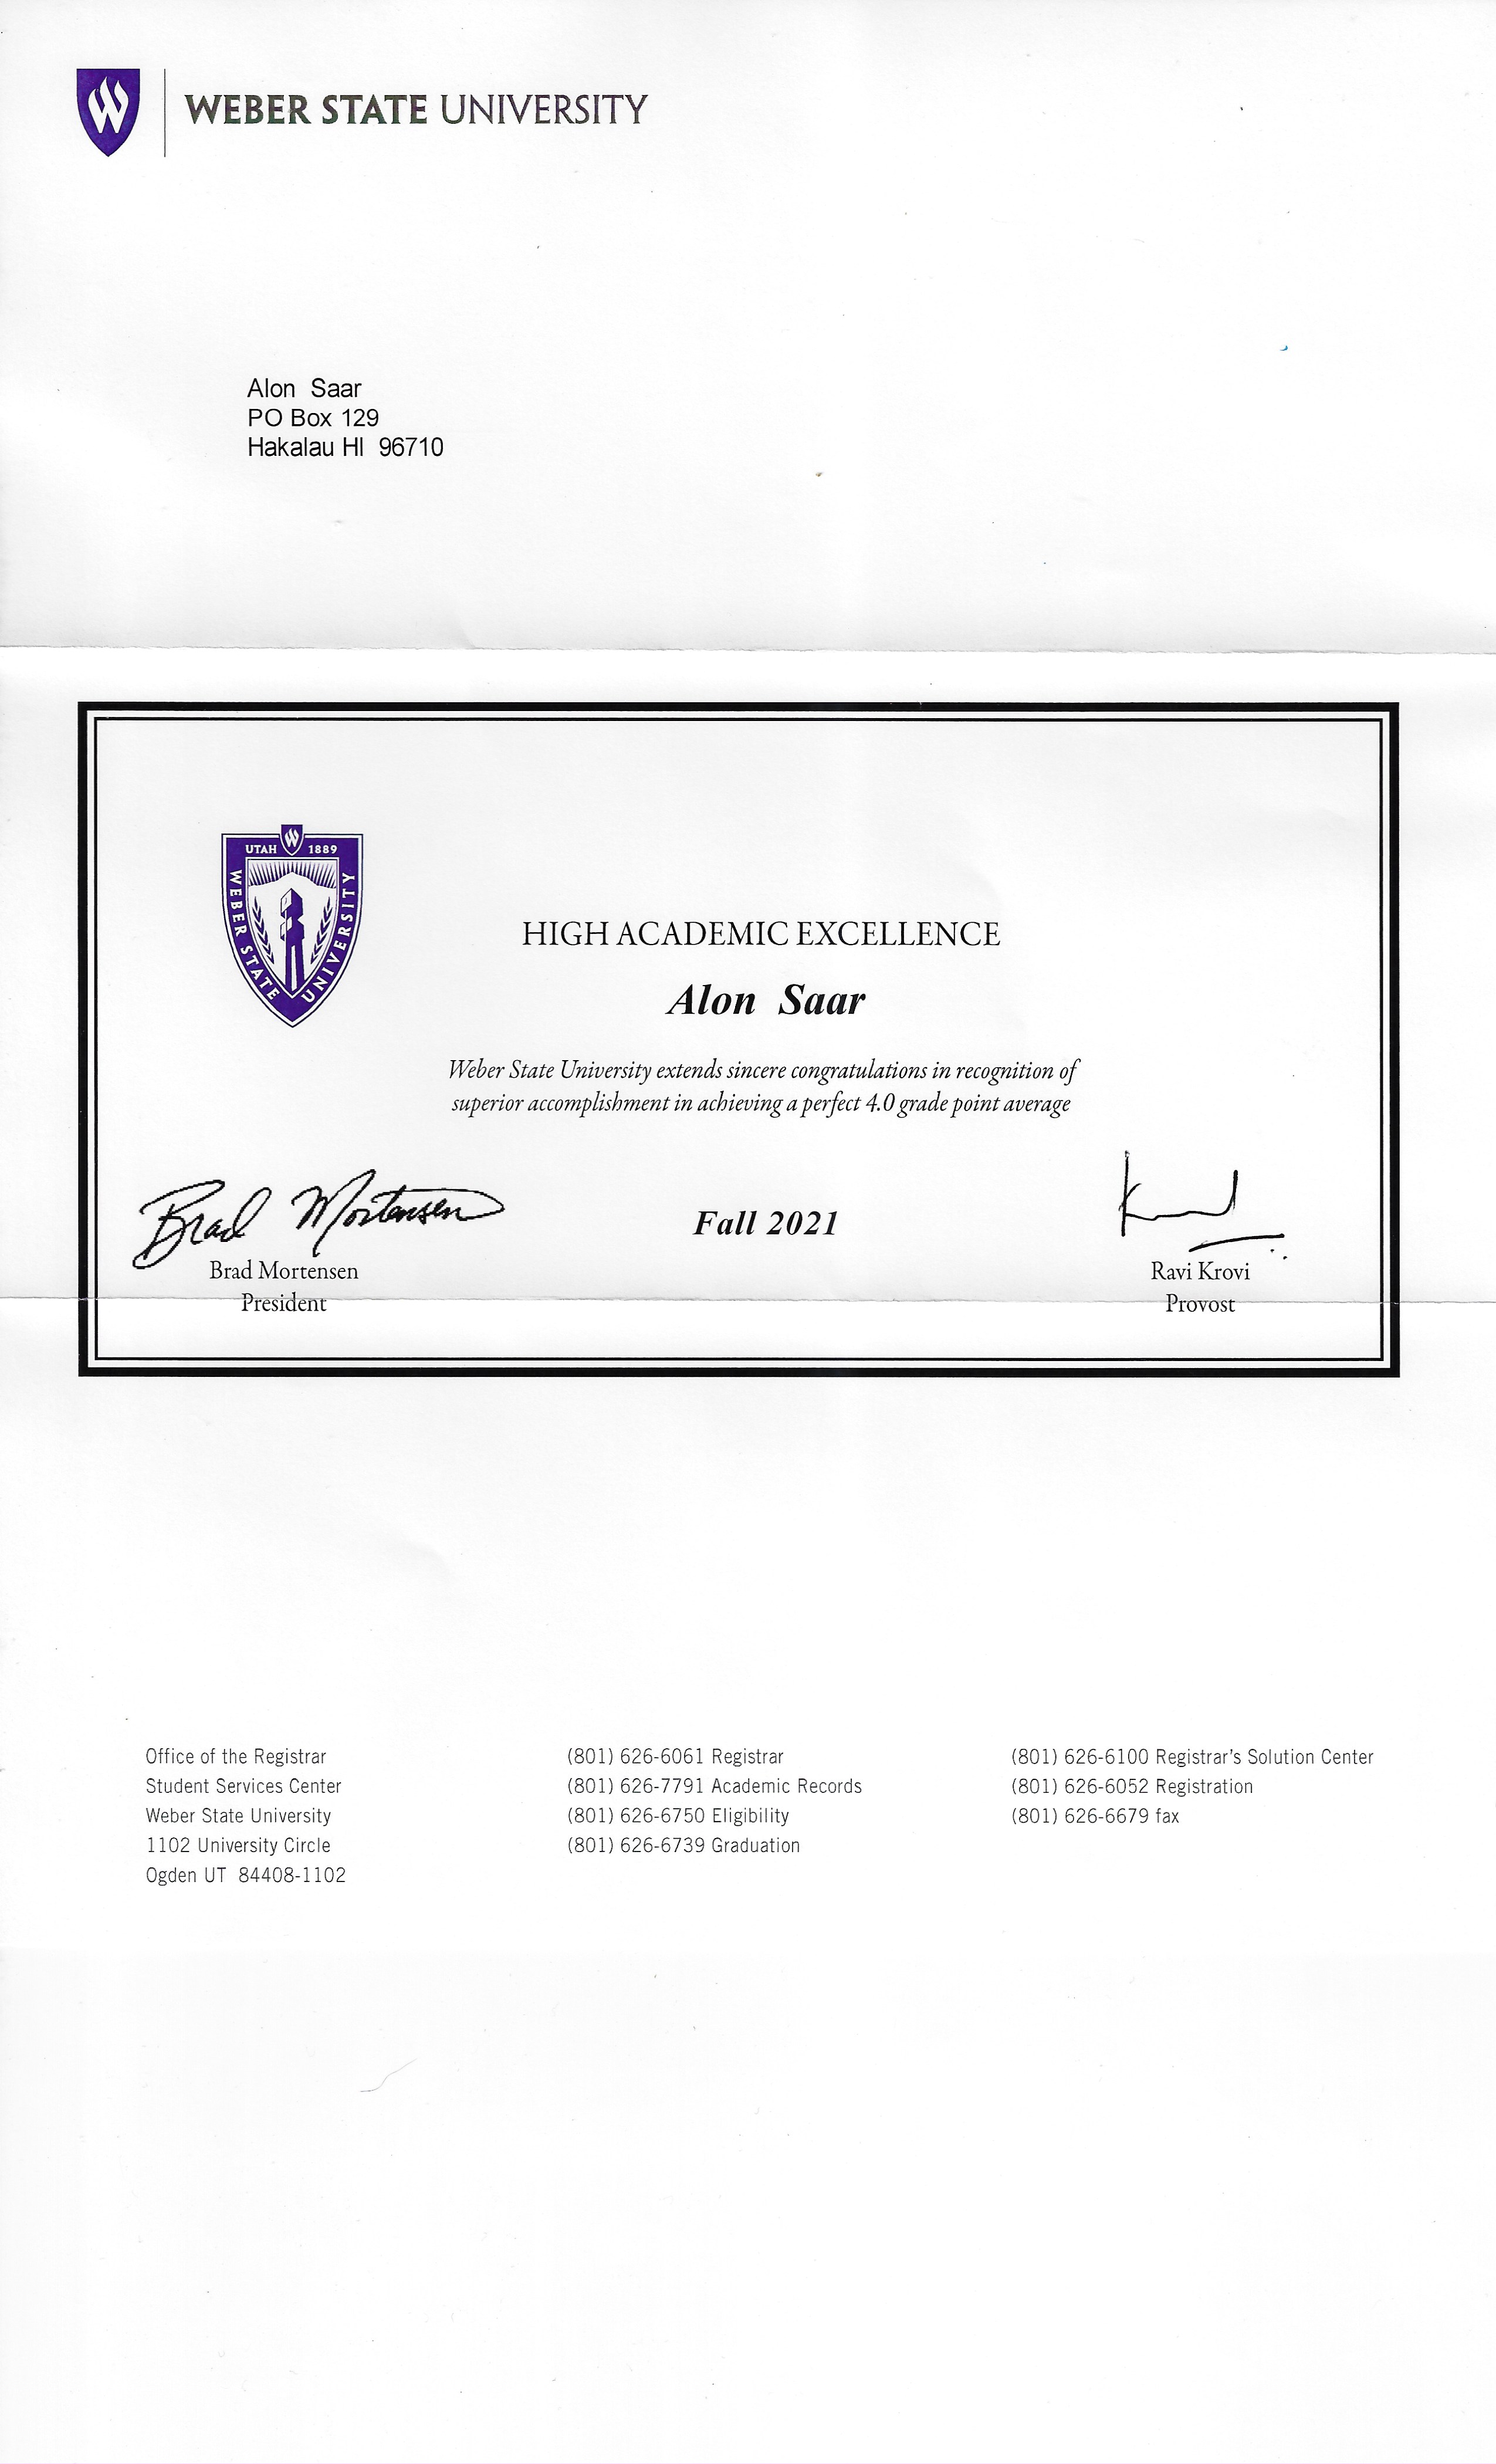 WEBER STATE UNIVERSITY
Alon Saar
PO Box 129
Hakalau HI 96710
UTAH 1889
WEBER STATE UNIVERSITY
HIGH ACADEMIC EXCELLENCE
Alon Saar
Weber State University extends sincere congratulations in recognition of
superior accomplishment in achieving a perfect 4.0 grade point average
Brad Mortensen
Fall 2021
Brad Mortensen
President
Ravi Krovi
Provost
Office of the Registrar
Student Services Center
Weber State University
1102 University Circle
Ogden UT 84408-1102
(801) 626-6061 Registrar
(801) 626-7791 Academic Records
(801) 626-6750 Eligibility
(801) 626-6739 Graduation
(801) 626-6100 Registrar's Solution Center
(801) 626-6052 Registration
(801) 626-6679 fax